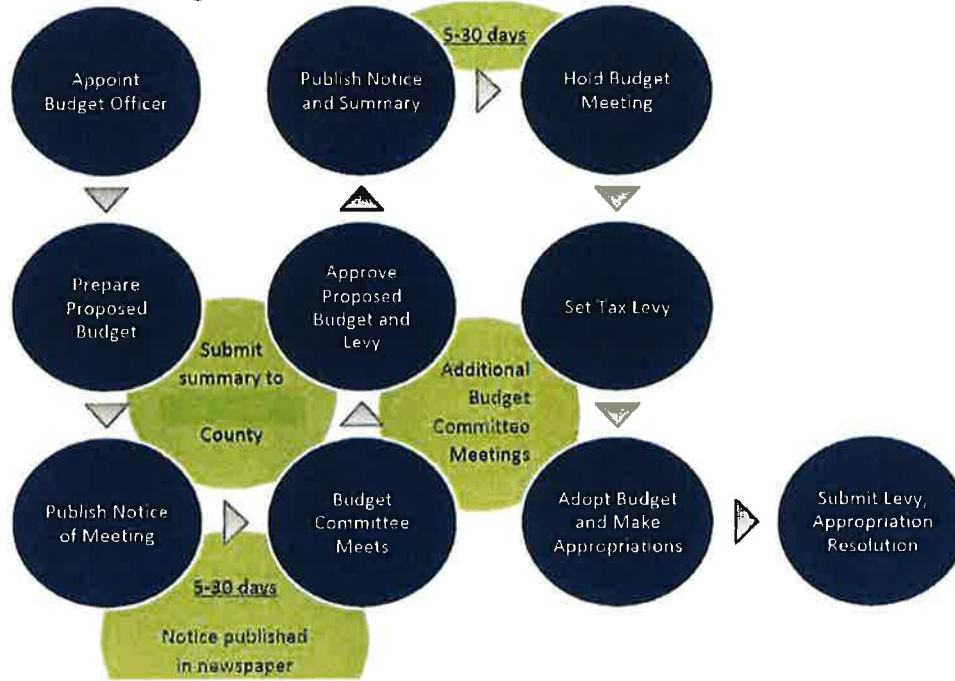 Appoint
Budget Officer
Prepare
Proposed
Budget
Publish Notice
of Meeting
5-30 days
Notice published
in newspaper
Submit
summary to
County
Budget
Committee
Meets
Additional
Budget
Committee
Meetings
Approve
Proposed
Budget and
Levy
Publish Notice
and Summary
5-30 days
Hold Budget
Meeting
Set Tax Levy
Adopt Budget
and Make
Appropriations
Submit Levy,
Appropriation
Resolution